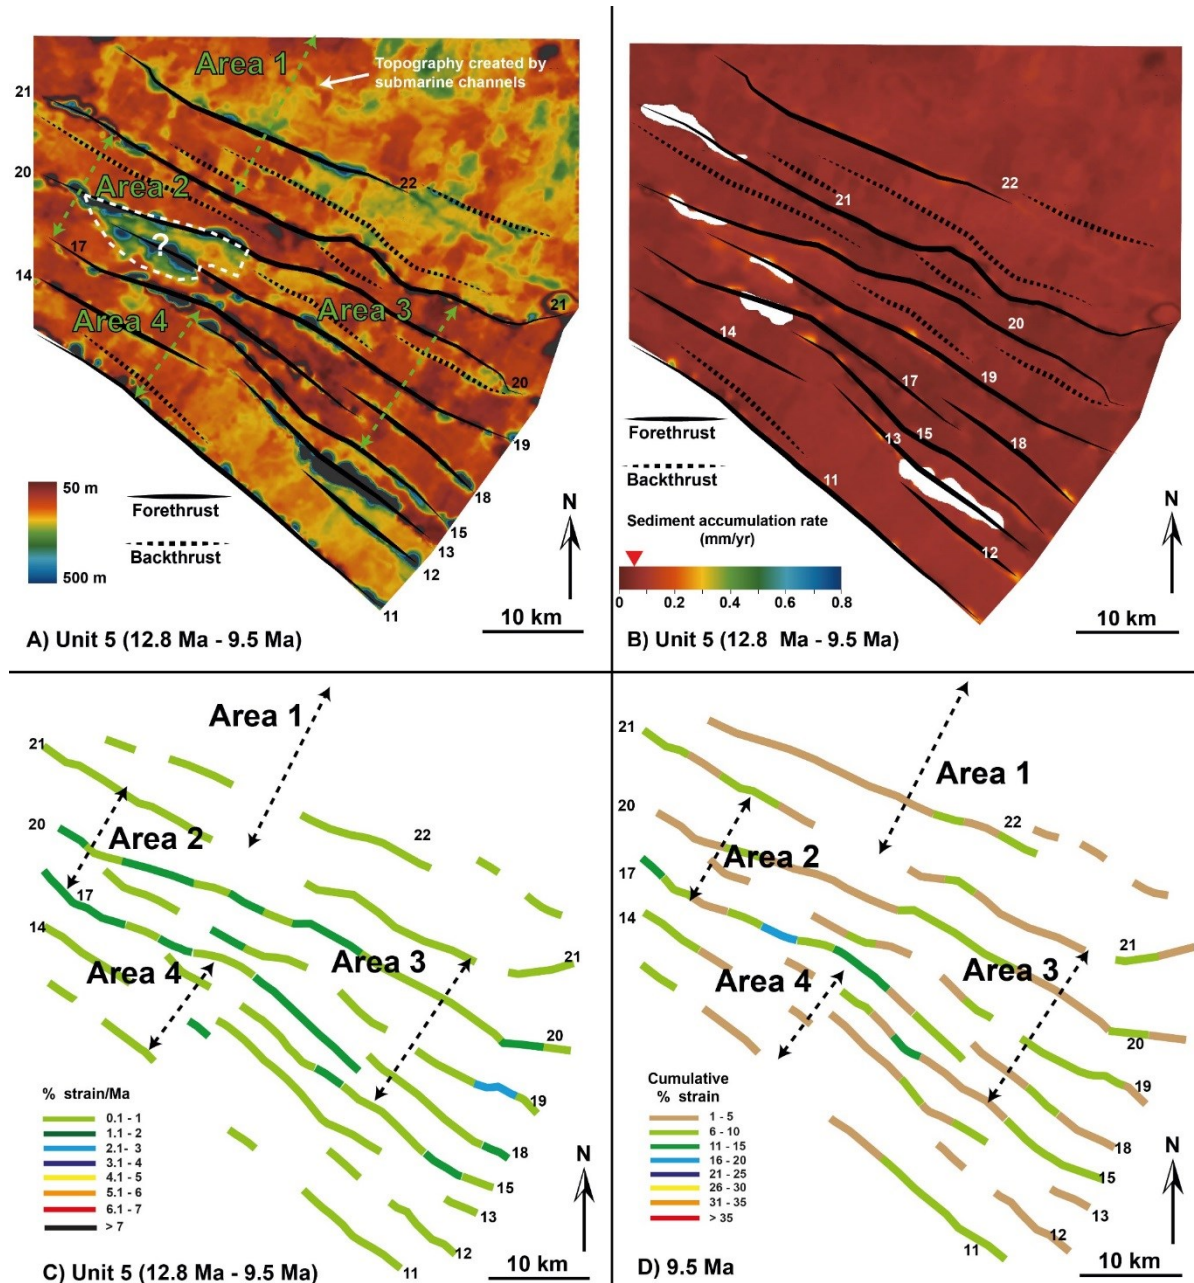 Area 1
Topography created by
submarine channels
21
22
20
Area 2
17
?
14
21
Area 3
Area 4
20
19
50 m
500 m
Forethrust
Backthrust
18
15
13
12
11
N
10 km
A) Unit 5 (12.8 Ma - 9.5 Ma)
22
21
20
14
19
17
Forethrust
15
13
18
Backthrust
11
Sediment accumulation rate
(mm/yr)
12
0 0.2 0.4 0.6 0.8
N
10 km
B) Unit 5 (12.8 Ma - 9.5 Ma)
Area 1
21
20
Area 2
22
17
14
Area 3
21
Area 4
20
% strain/Ma
0.1 - 1
1.1 - 2
2.1- 3
3.1 - 4
4.1 - 5
5.1 - 6
6.1 - 7
> 7
19
18
15
13
12
11
N
10 km
C) Unit 5 (12.8 Ma - 9.5 Ma)
21
Area 1
20
22
Area 2
17
14
21
Area 3
Area 4
20
Cumulative
% strain
1 - 5
6 - 10
11 - 15
16 - 20
21 - 25
26 - 30
31 - 35
> 35
19
18
15
13
12
11
N
10 km
D) 9.5 Ma